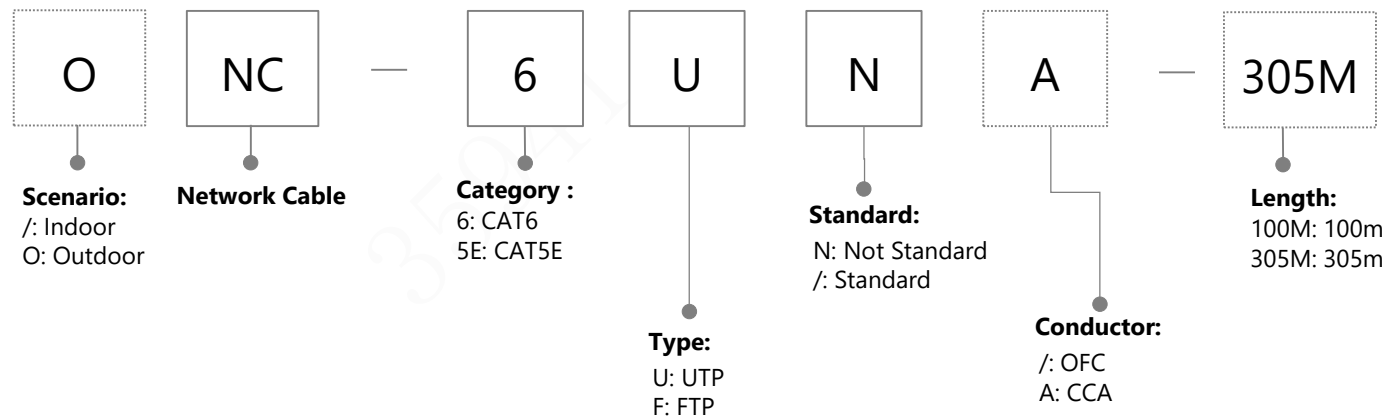 O NC — 6 U N A — 305M
Scenario:
/: Indoor
O: Outdoor
Network Cable
Category :
6: CAT6
5E: CAT5E
Type:
U: UTP
F: FTP
Standard:
N: Not Standard
/: Standard
Conductor:
/: OFC
A: CCA
Length:
100M: 100m
305M: 305m
35941